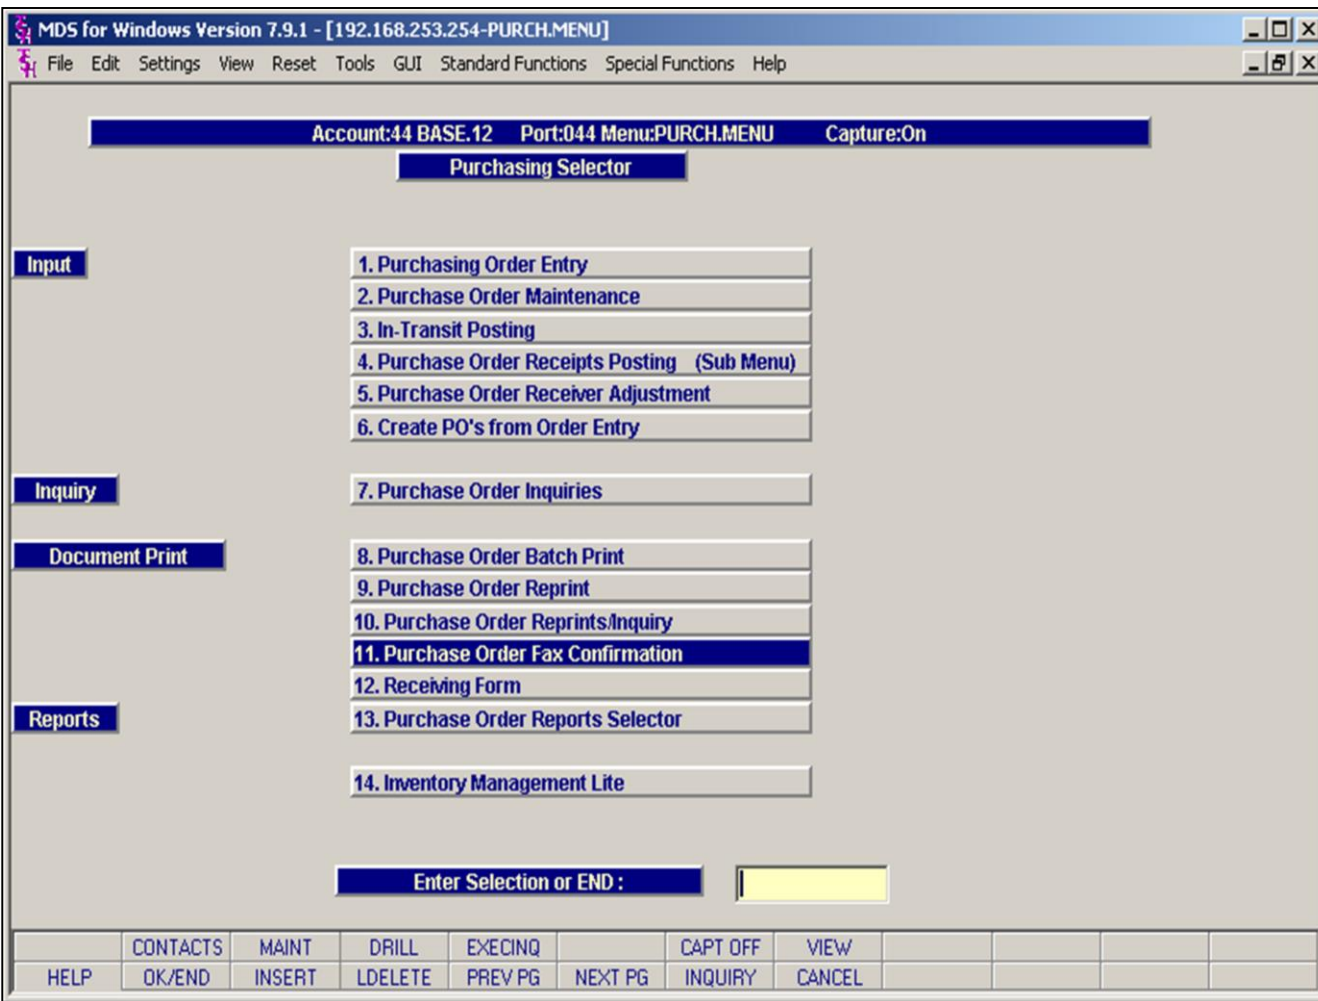 MDS for Windows Version 7.9.1 - [192.168.253.254-PURCH.MENU]
File Edit Settings View Reset Tools GUI Standard Functions Special Functions Help
Account:44 BASE.12 Port:044 Menu:PURCH.MENU Capture:On
Purchasing Selector
Input
1. Purchasing Order Entry
2. Purchase Order Maintenance
3. In-Transit Posting
4. Purchase Order Receipts Posting (Sub Menu)
5. Purchase Order Receiver Adjustment
6. Create PO's from Order Entry
Inquiry
7. Purchase Order Inquiries
Document Print
8. Purchase Order Batch Print
9. Purchase Order Reprint
10. Purchase Order Reprints/Inquiry
11. Purchase Order Fax Confirmation
12. Receiving Form
Reports
13. Purchase Order Reports Selector
14. Inventory Management Lite
Enter Selection or END :
CONTACTS MAINT DRILL EXECINQ CAPT OFF VIEW
HELP OK/END INSERT LDELETE PREV PG NEXT PG INQUIRY CANCEL